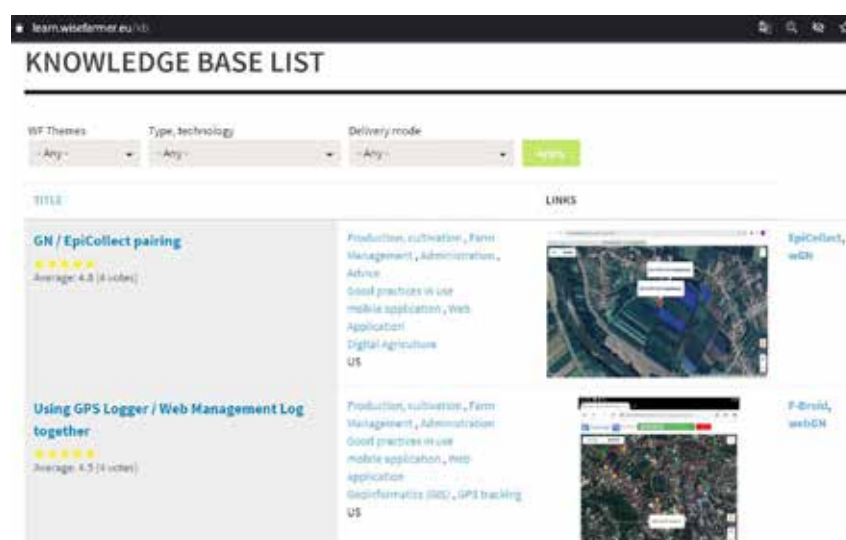 learn.wisefarmer.eu/kb
KNOWLEDGE BASE LIST
WF Themes Type, technology Delivery mode
- Any - - Any - - Any - Apply
TITLE LINKS
GN / EpiCollect pairing
Average: 4.8 (4 votes)
Production, cultivation , Farm
Management , Administration ,
Advice
Good practices in use
mobile application , Web
Application
Digital Agriculture
US
EpiCollect,
wGN
Using GPS Logger / Web Management Log
together
Average: 4.5 (4 votes)
Production, cultivation , Farm
Management , Administration
Good practices in use
mobile application , Web
application
Geoinformatics (GIS) , GPS tracking
US
F-Droid,
webGN